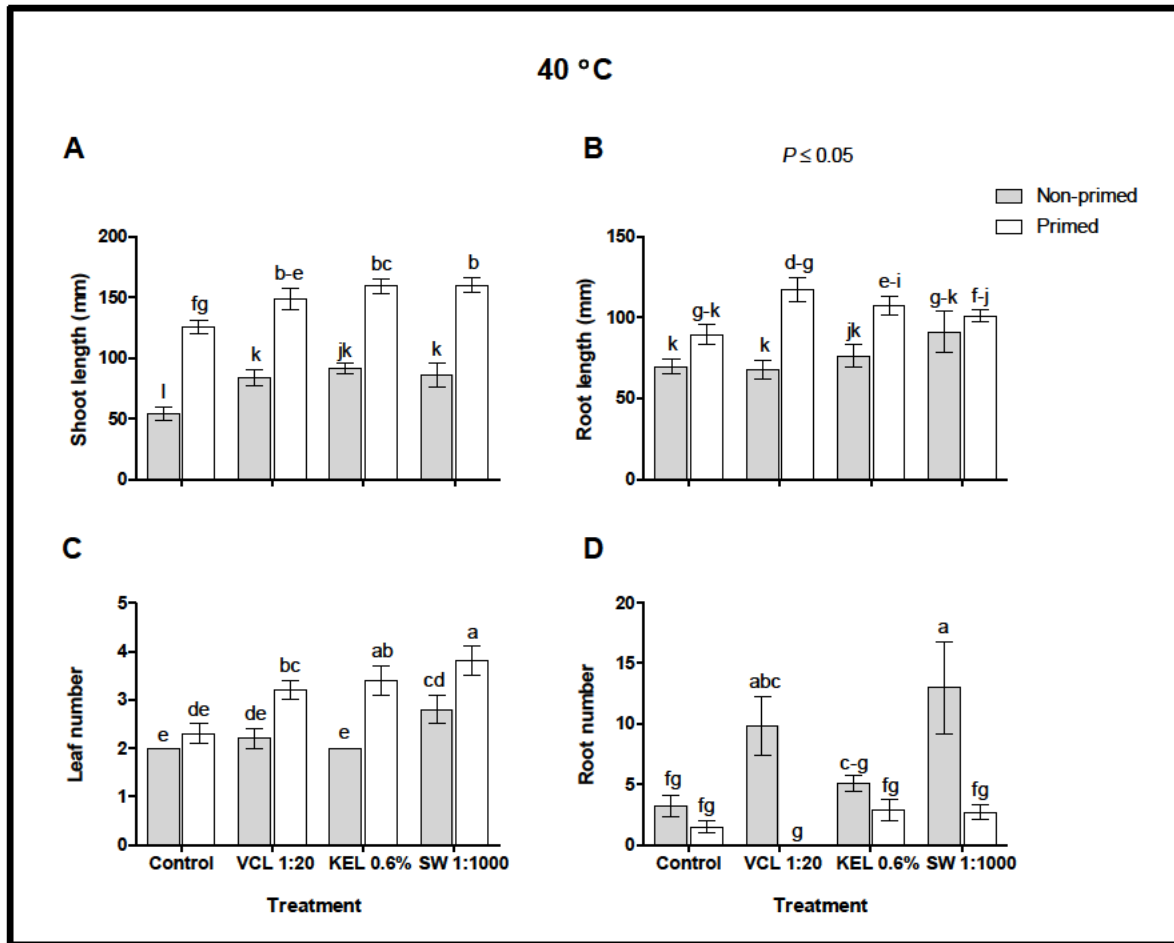 40 °C
A
B
P ≤ 0.05
Non-primed
Primed
Shoot length (mm)
200
150
100
50
0
l
fg
k
b-e
jk
bc
k
b
Root length (mm)
150
100
50
0
k
g-k
k
d-g
jk
e-i
g-k
f-j
C
D
Leaf number
5
4
3
2
1
0
e
de
de
bc
e
ab
cd
a
Control VCL 1:20 KEL 0.6% SW 1:1000
Treatment
Root number
20
15
10
5
0
fg
fg
abc
g
c-g
fg
a
fg
Control VCL 1:20 KEL 0.6% SW 1:1000
Treatment